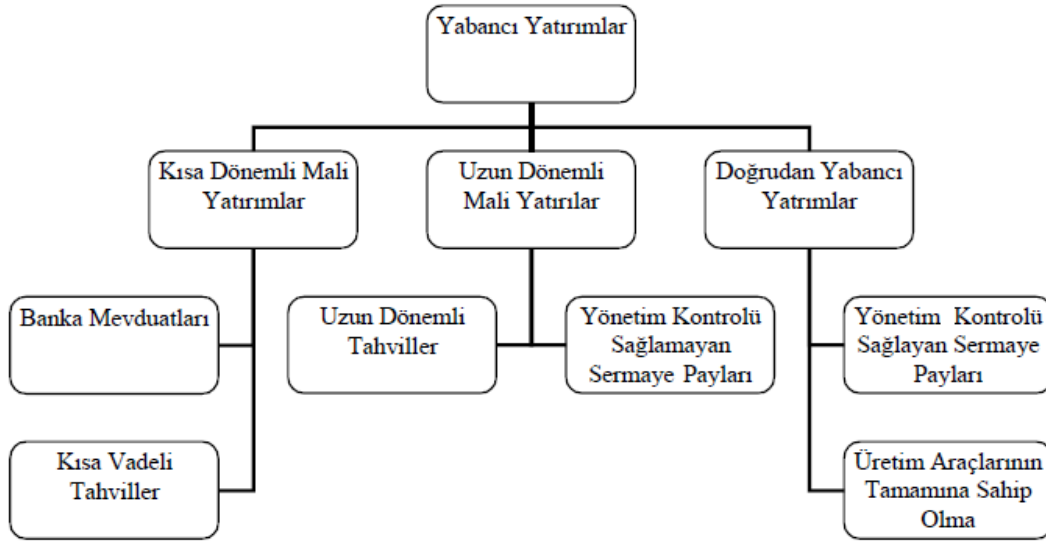 Yabancı Yatırımlar
Kısa Dönemli Mali
Yatırımlar
Uzun Dönemli
Mali Yatırılar
Doğrudan Yabancı
Yatrımlar
Banka Mevduatları
Uzun Dönemli
Tahviller
Yönetim Kontrolü
Sağlamayan
Sermaye Payları
Yönetim Kontrolü
Sağlayan Sermaye
Payları
Kısa Vadeli
Tahviller
Üretim Araçlarının
Tamamına Sahip
Olma